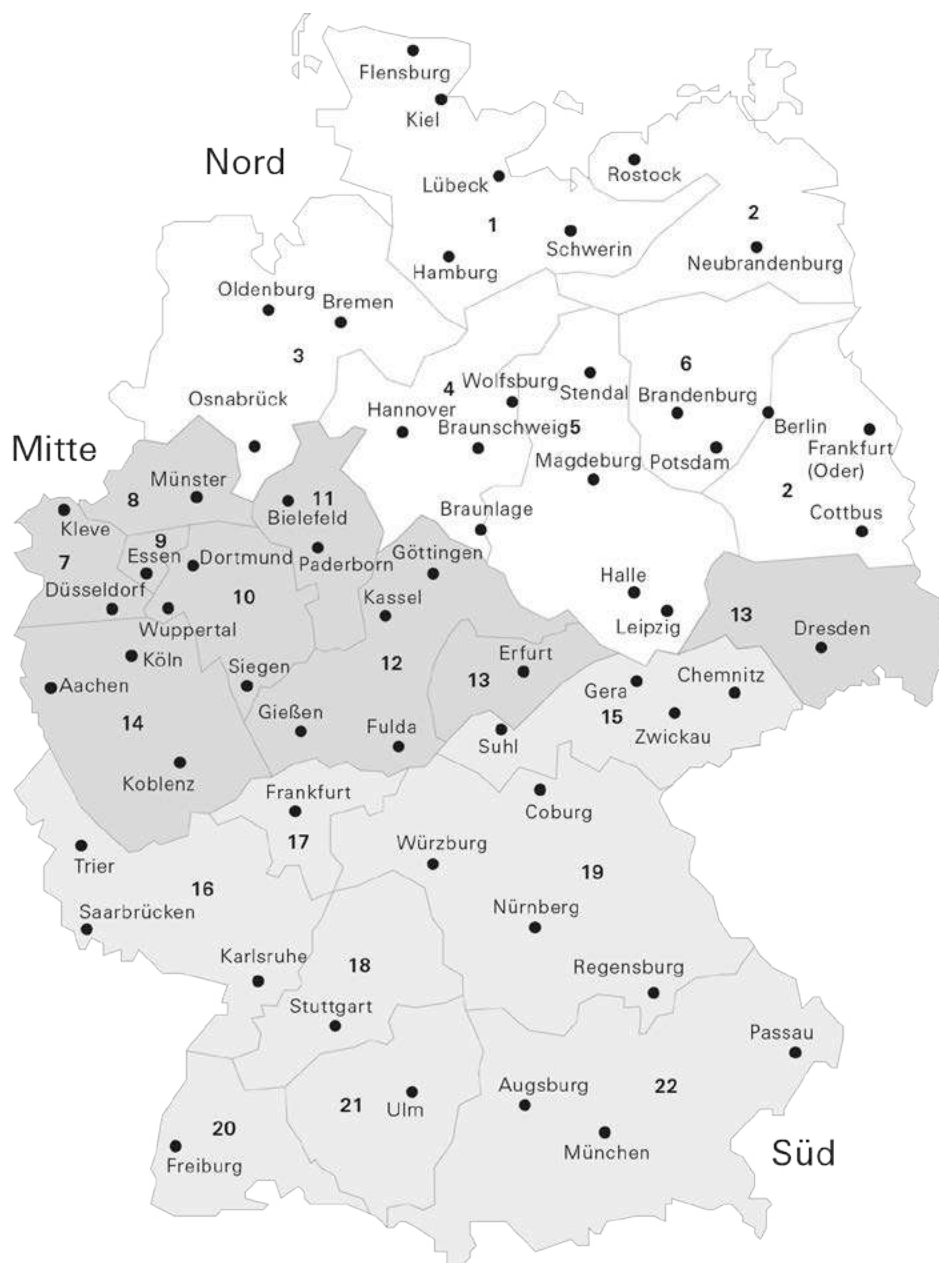 Flensburg
Kiel
Nord
Rostock
Lübeck
1
2
Schwerin
Hamburg
Neubrandenburg
Oldenburg
Bremen
3
6
4
Wolfsburg
Stendal
Osnabrück
Hannover
Brandenburg
Braunschweig
5
Berlin
Mitte
Frankfurt
(Oder)
Magdeburg
Potsdam
2
Münster
11
8
Bielefeld
Kleve
Braunlage
Cottbus
9
7
Essen
Dortmund
Paderborn
Göttingen
Düsseldorf
10
Halle
Kassel
Leipzig
13
Wuppertal
Dresden
Köln
Siegen
12
Erfurt
Aachen
13
Gera
Chemnitz
14
Gießen
Fulda
15
Suhl
Zwickau
Koblenz
Frankfurt
Coburg
17
Würzburg
Trier
19
16
Saarbrücken
Nürnberg
Karlsruhe
18
Regensburg
Stuttgart
Passau
Augsburg
22
21
Ulm
20
München
Süd
Freiburg